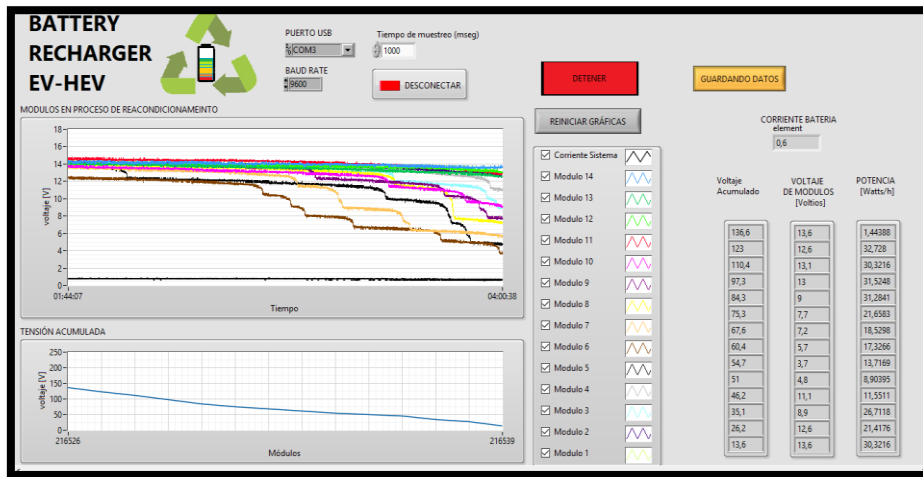 BATTERY
RECHARGER
EV-HEV
PUERTO USB
COM3
BAUD RATE
9600
Tiempo de muestreo (mseg)
1000
DESCONECTAR
DETENER
GUARDANDO DATOS
MODULOS EN PROCESO DE REACONDICIONAMEINTO
18
16
14
12
10
8
6
4
2
0
voltaje [V]
01:44:07
04:00:38
Tiempo
TENSIÓN ACUMULADA
250
200
150
100
50
0
voltaje [V]
216526
216539
Módulos
REINICIAR GRÁFICAS
Corriente Sistema
Modulo 14
Modulo 13
Modulo 12
Modulo 11
Modulo 10
Modulo 9
Modulo 8
Modulo 7
Modulo 6
Modulo 5
Modulo 4
Modulo 3
Modulo 2
Modulo 1
CORRIENTE BATERIA
element
0,6
Voltaje
Acumulado
136,6
123
110,4
97,3
84,3
75,3
67,6
60,4
54,7
51
46,2
35,1
26,2
13,6
VOLTAJE
DE MODULOS
[Voltios]
13,6
12,6
13,1
13
9
7,7
7,2
5,7
3,7
4,8
11,1
8,9
12,6
13,6
POTENCIA
[Watts/h]
1,44388
32,728
30,3216
31,5248
31,2841
21,6583
18,5298
17,3266
13,7169
8,90395
11,5511
26,7118
21,4176
30,3216